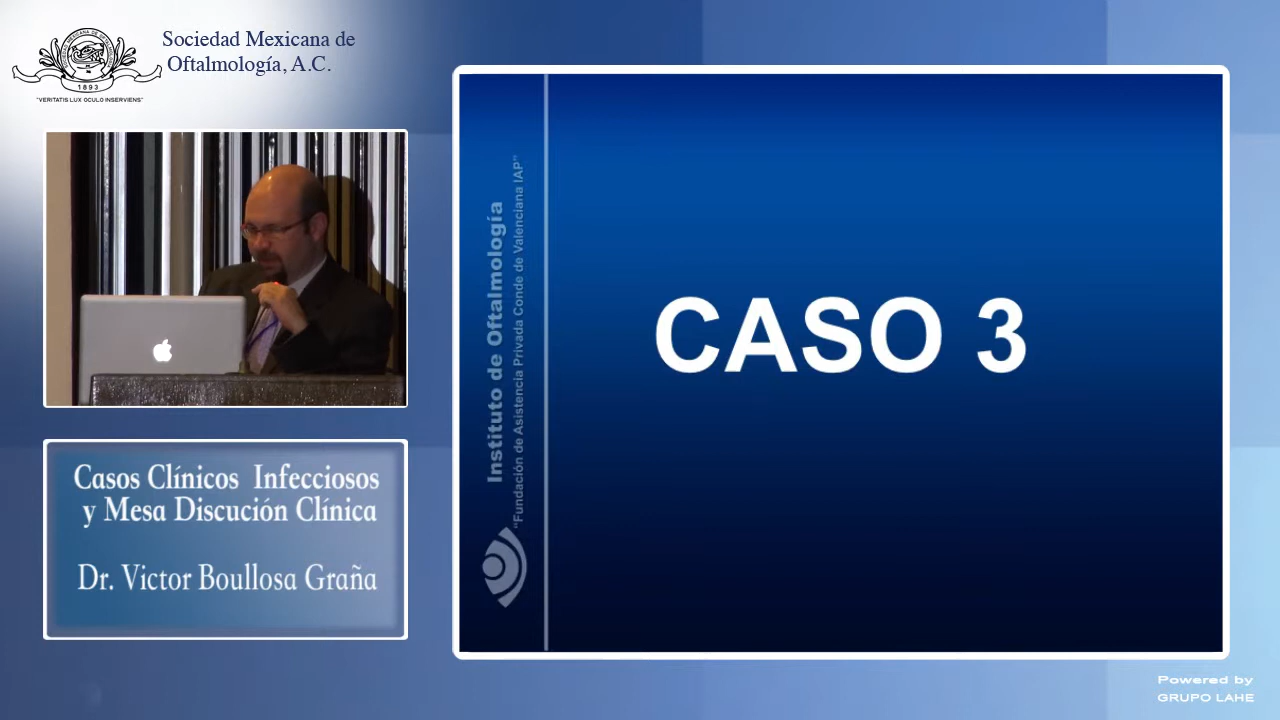 Sociedad Mexicana de
Oftalmología, A.C.
1893
"VERITATIS LUX OCULO INSERVIENS"
Casos Clínicos Infecciosos
y Mesa Discución Clínica
Dr. Victor Boullosa Graña
Instituto de Oftalmología
"Fundación de Asistencia Privada Conde de Valenciana IAP"
CASO 3
Powered by
GRUPO LAHE